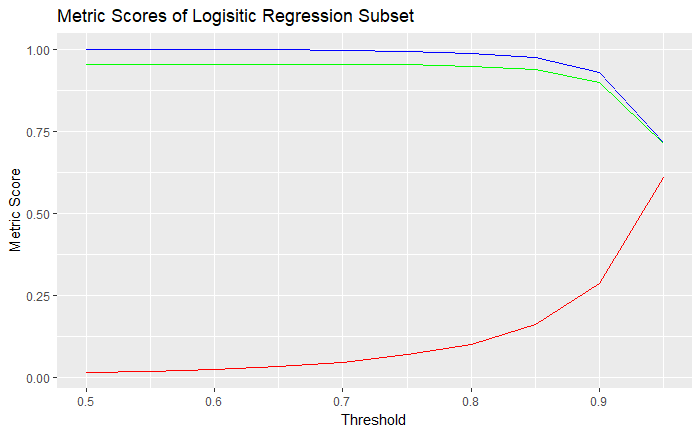 Metric Scores of Logisitic Regression Subset
1.00
0.75
0.50
0.25
0.00
Metric Score
0.5 0.6 0.7 0.8 0.9
Threshold